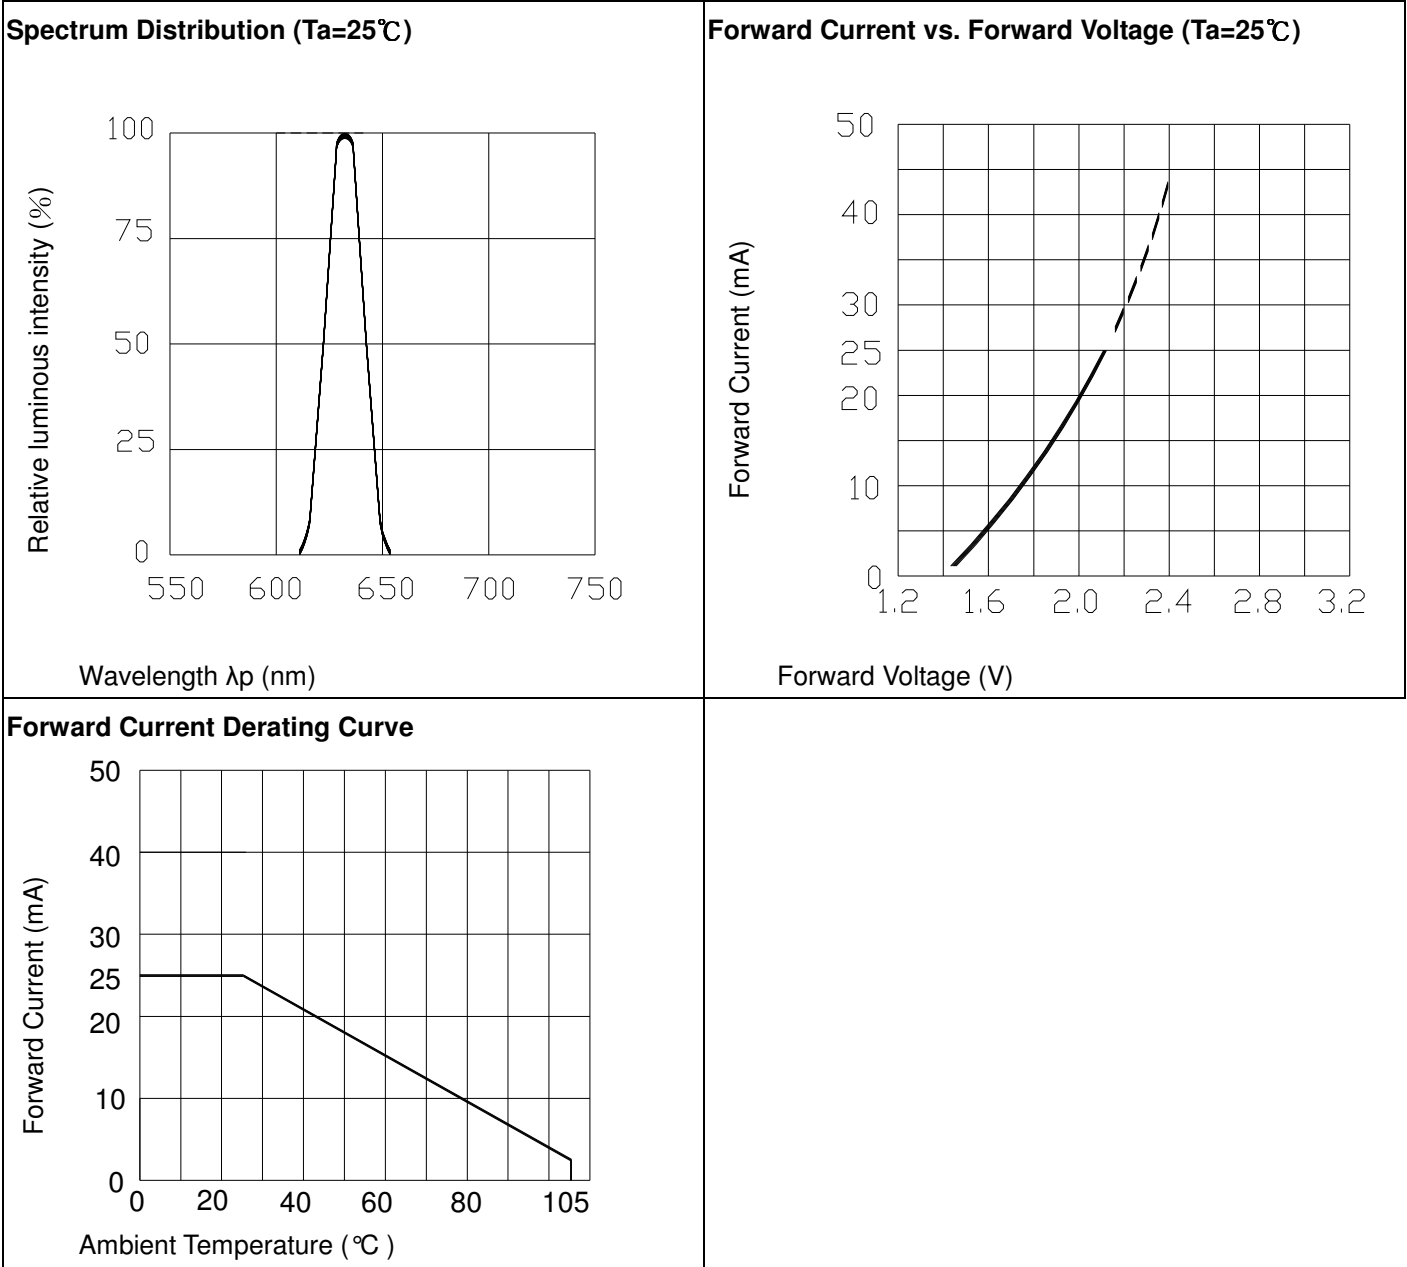 Spectrum Distribution (Ta=25℃)
100
75
50
25
0
550 600 650 700 750
Relative luminous intensity (%)
Wavelength λp (nm)
Forward Current vs. Forward Voltage (Ta=25℃)
50
40
30
25
20
10
0
1.2 1.6 2.0 2.4 2.8 3.2
Forward Current (mA)
Forward Voltage (V)
Forward Current Derating Curve
50
40
30
25
20
10
0
0 20 40 60 80 105
Forward Current (mA)
Ambient Temperature (℃ )